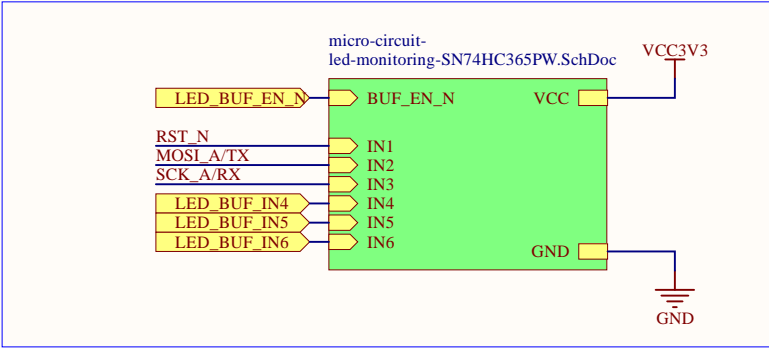 micro-circuit-
led-monitoring-SN74HC365PW.SchDoc
VCC3V3
LED_BUF_EN_N
BUF_EN_N
VCC
RST_N
IN1
MOSI_A/TX
IN2
SCK_A/RX
IN3
LED_BUF_IN4
IN4
LED_BUF_IN5
IN5
LED_BUF_IN6
IN6
GND
GND